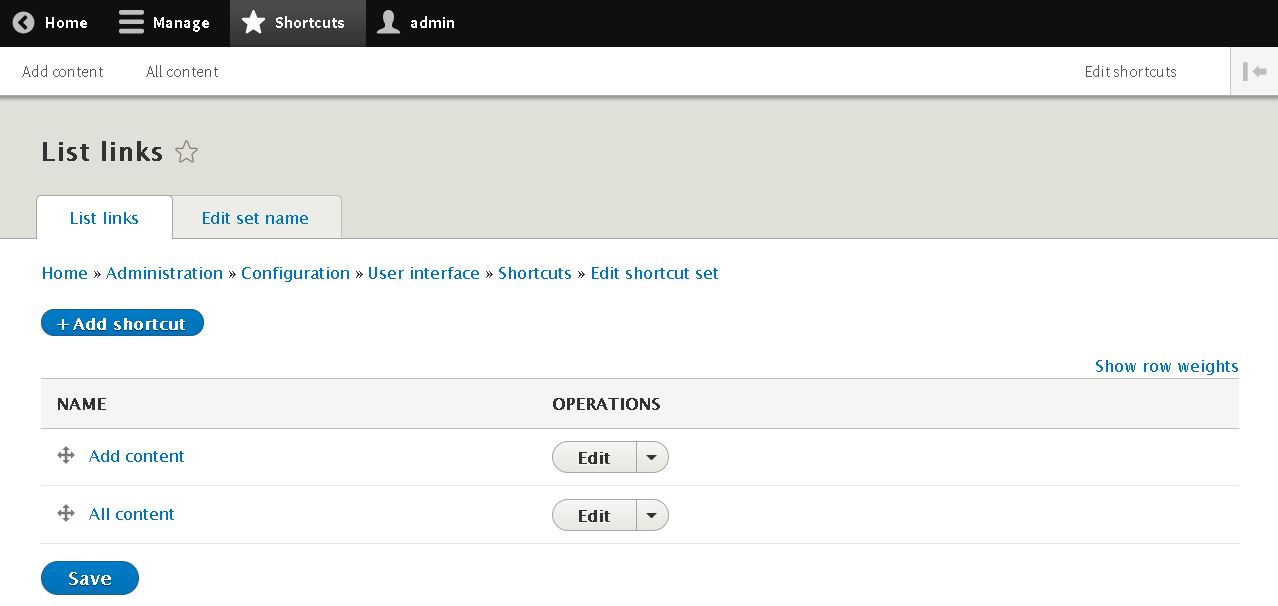 Home Manage Shortcuts admin
Add content All content Edit shortcuts
List links
List links Edit set name
Home » Administration » Configuration » User interface » Shortcuts » Edit shortcut set
+ Add shortcut
Show row weights
NAME OPERATIONS
Add content Edit
All content Edit
Save